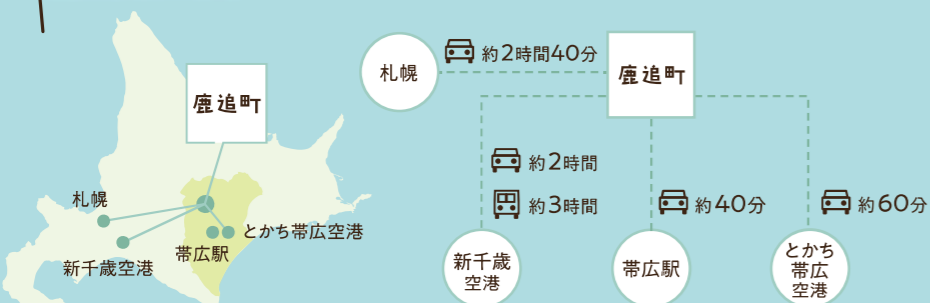 鹿追町
札幌
新千歳空港
帯広駅
とかち帯広空港
札幌
約2時間40分
鹿追町
約2時間
約3時間
約40分
約60分
新千歳
空港
帯広駅
とかち
帯広
空港